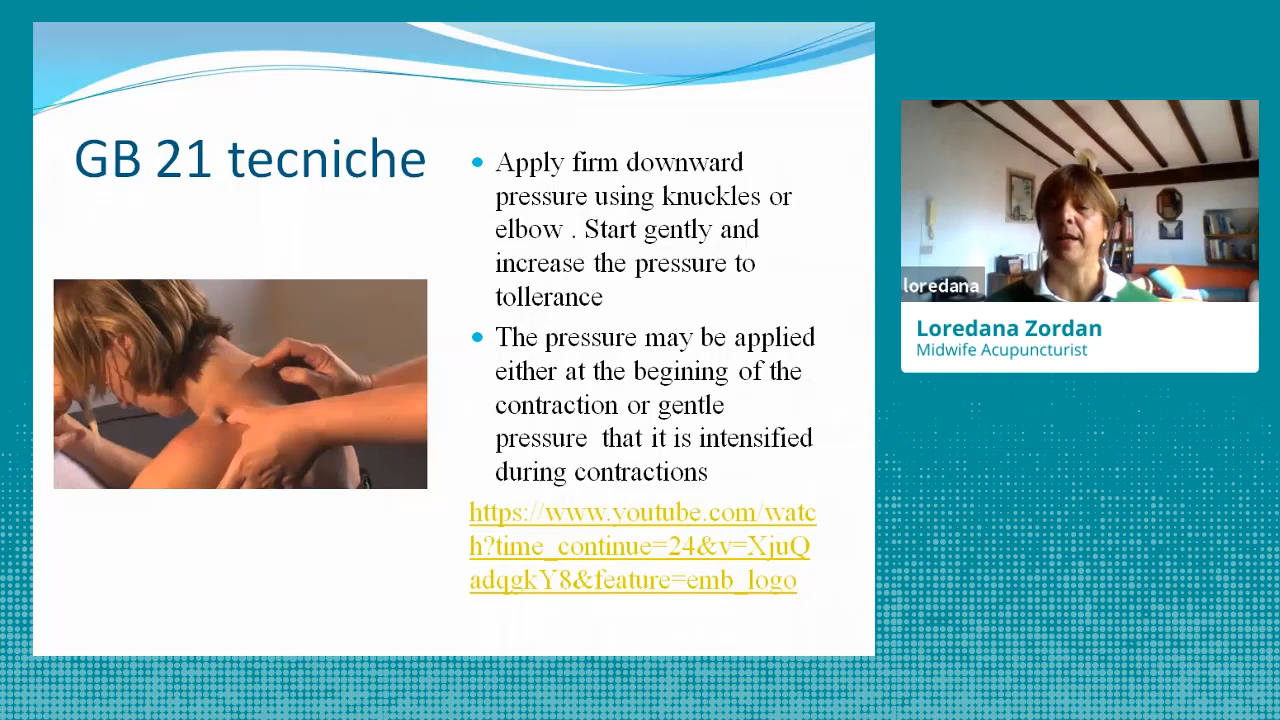 GB 21 tecniche
Apply firm downward
pressure using knuckles or
elbow . Start gently and
increase the pressure to
tollerance
The pressure may be applied
either at the begining of the
contraction or gentle
pressure that it is intensified
during contractions
https://www.youtube.com/watc
h?time_continue=24&v=XjuQ
adqgkY8&feature=emb_logo
loredana
Loredana Zordan
Midwife Acupuncturist